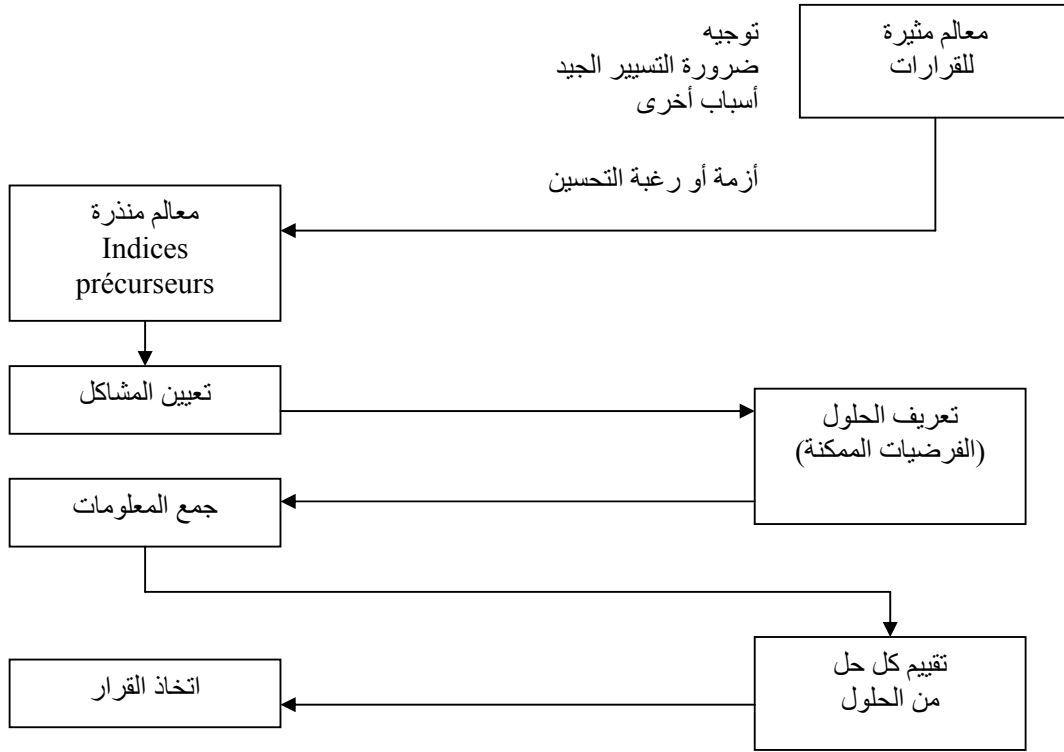 معالم مثيرة
للقرارات
توجيه
ضرورة التسيير الجيد
أسباب أخرى
أزمة أو رغبة التحسين
معالم منذرة
Indices
précurseurs
تعيين المشاكل
تعريف الحلول
(الفرضيات الممكنة)
جمع المعلومات
تقييم كل حل
من الحلول
اتخاذ القرار